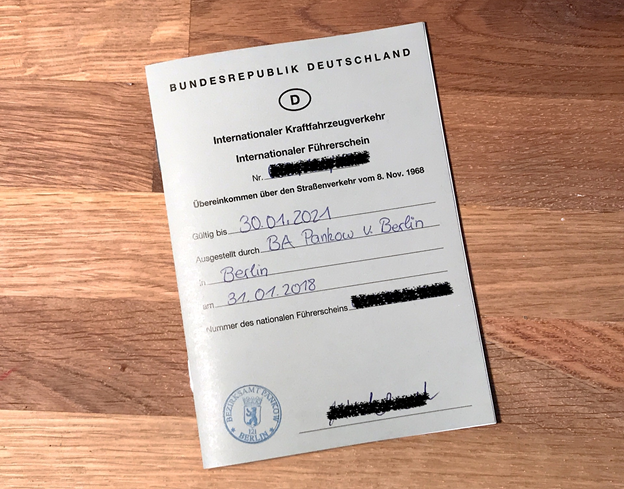 BUNDESREPUBLIK DEUTSCHLAND
D
Internationaler Kraftfahrzeugverkehr
Internationaler Führerschein
Nr.
Übereinkommen über den Straßenverkehr vom 8. Nov. 1968
Gültig bis 30.01.2021
Ausgestellt durch BA Pankow v. Berlin
in Berlin
am 31.01.2018
Nummer des nationalen Führerscheins
BEZIRKSAMT PANKOW
121
BERLIN